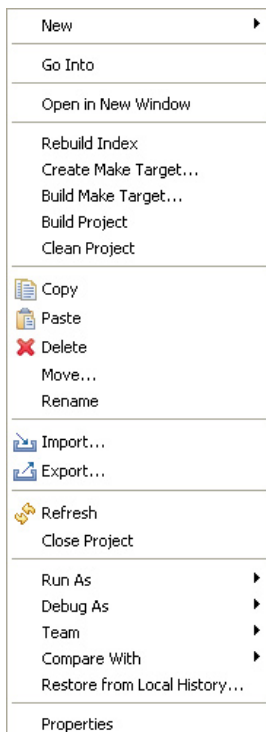 New
Go Into
Open in New Window
Rebuild Index
Create Make Target...
Build Make Target...
Build Project
Clean Project
Copy
Paste
Delete
Move...
Rename
Import...
Export...
Refresh
Close Project
Run As
Debug As
Team
Compare With
Restore from Local History...
Properties